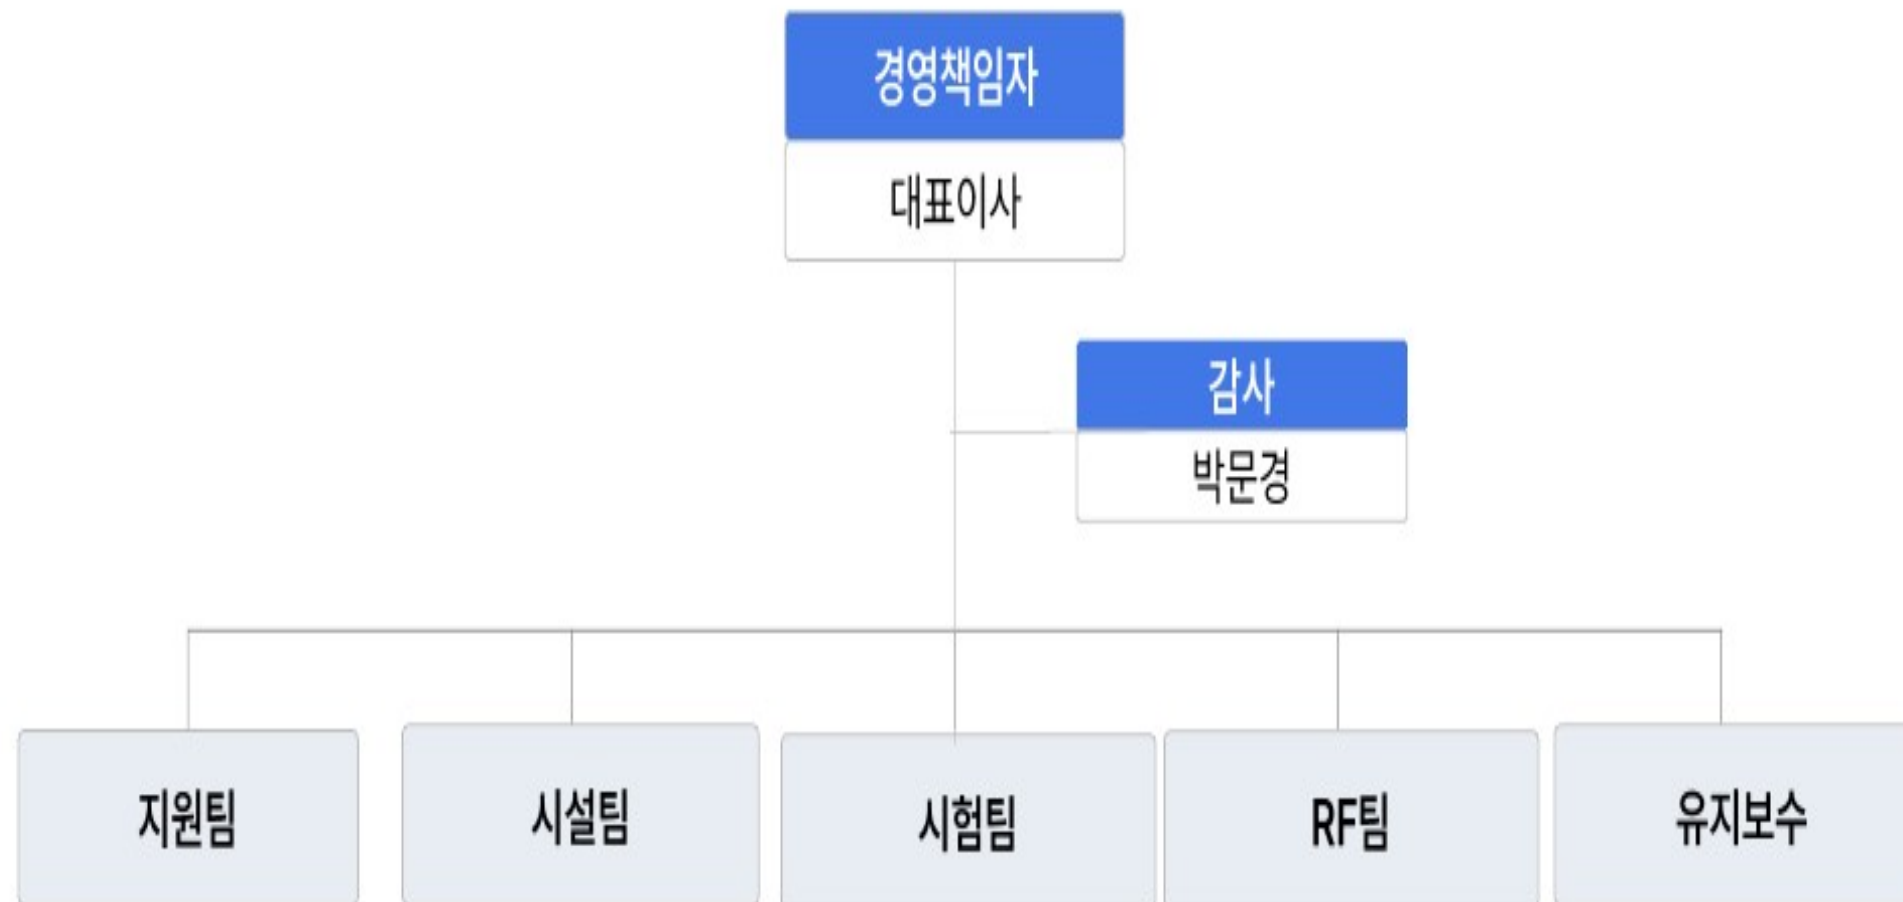 경영책임자
대표이사
감사
박문경
지원팀
시설팀
시험팀
RF팀
유지보수